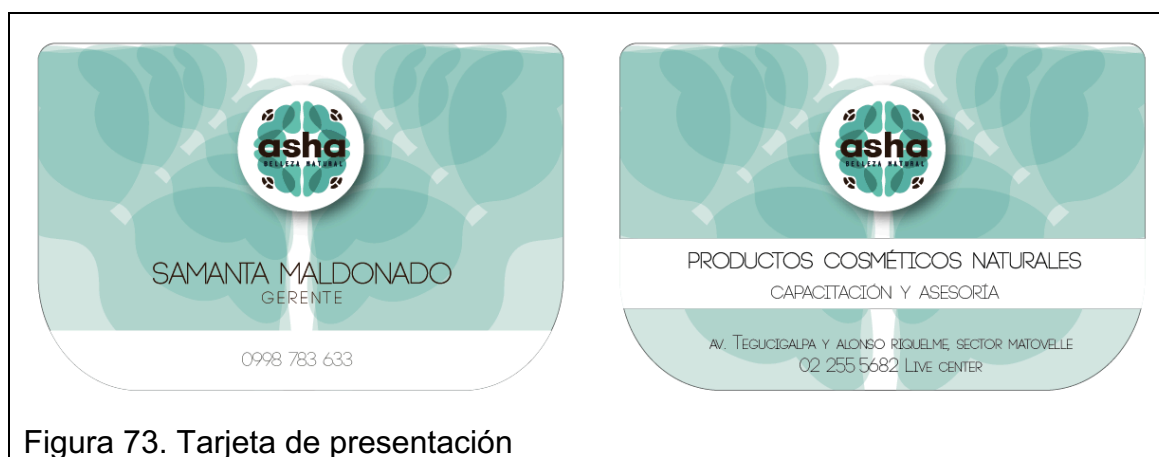 asha
BELLEZA NATURAL
SAMANTA MALDONADO
GERENTE
0998 783 633
asha
BELLEZA NATURAL
PRODUCTOS COSMÉTICOS NATURALES
CAPACITACIÓN Y ASESORÍA
AV. TEGUCIGALPA Y ALONSO RIQUELME, SECTOR MATOVELLE
02 255 5682 LIVE CENTER
Figura 73. Tarjeta de presentación